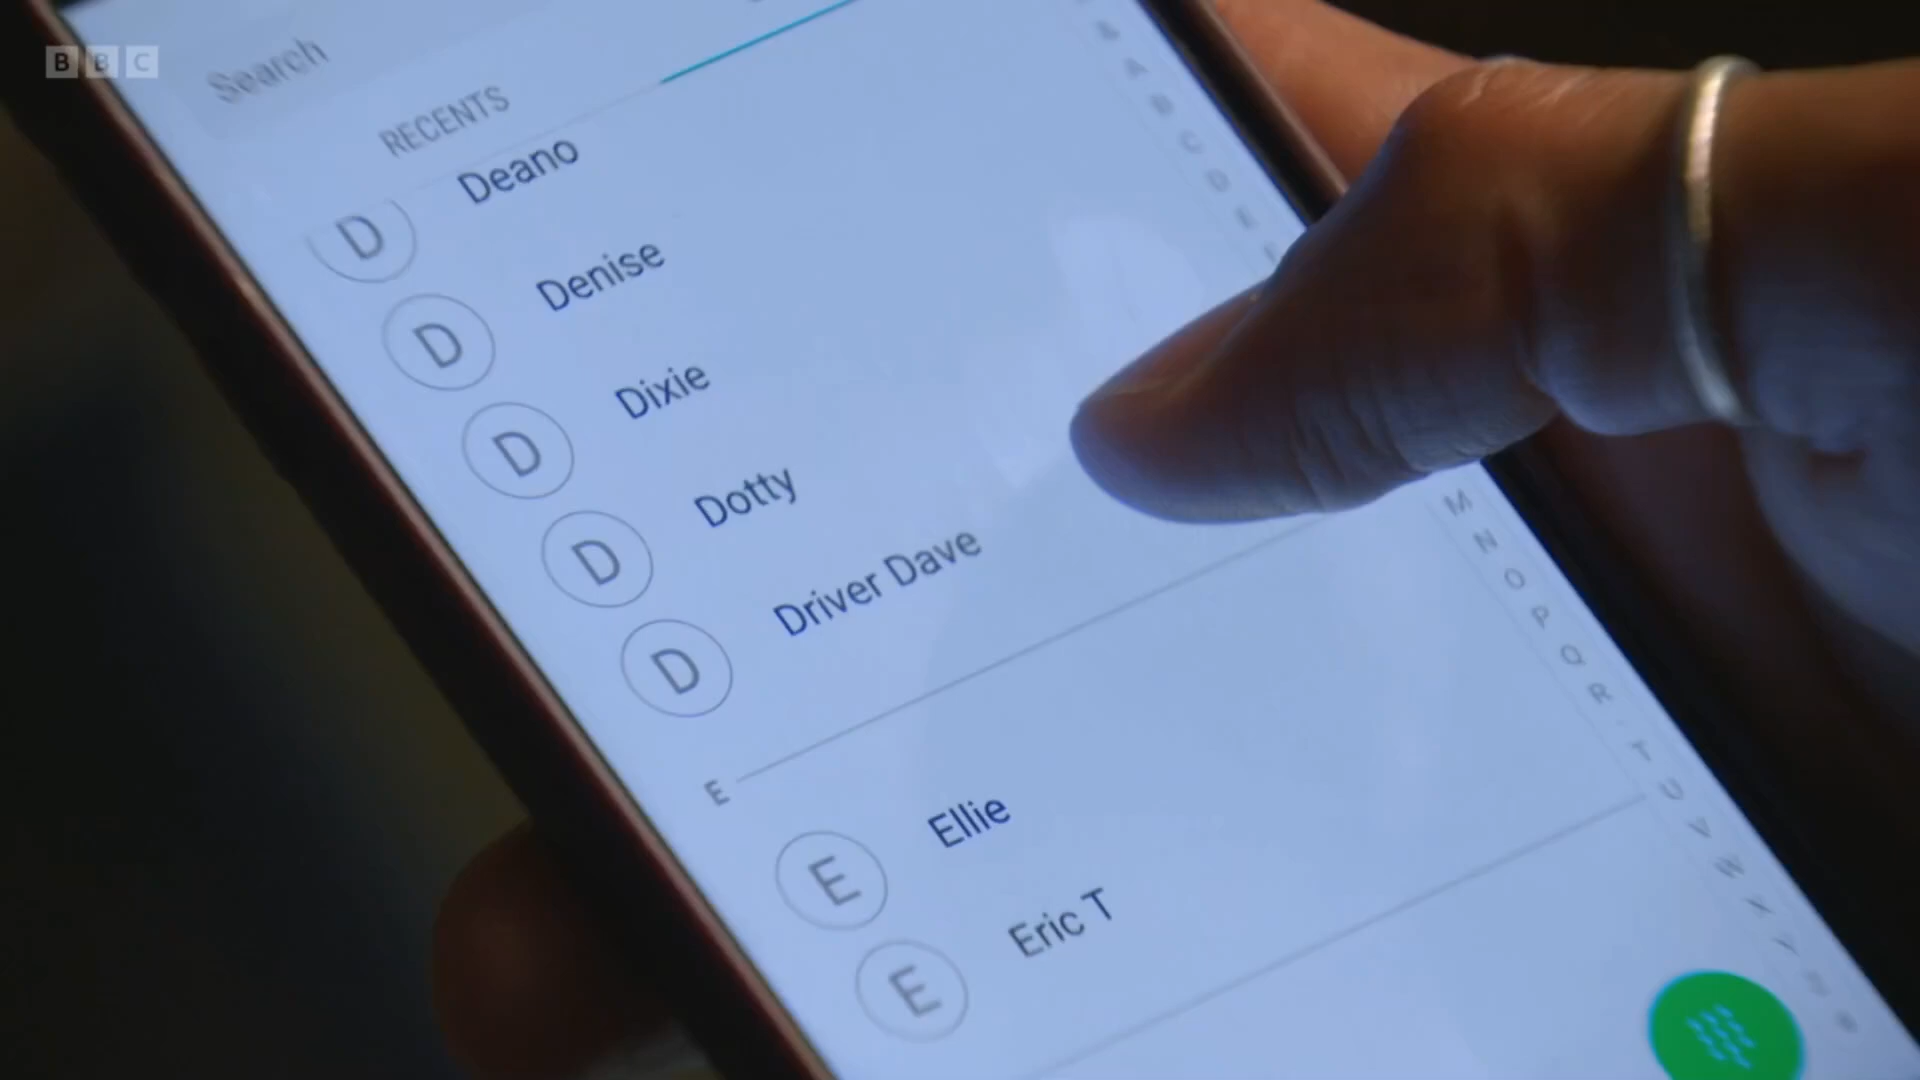 BBC
Search
RECENTS
Deano
D
Denise
D
Dixie
D
Dotty
D
Driver Dave
D
E
Ellie
E
Eric T
E
A
B
C
D
E
M
N
O
P
Q
R
T
U
V
W
X
Y